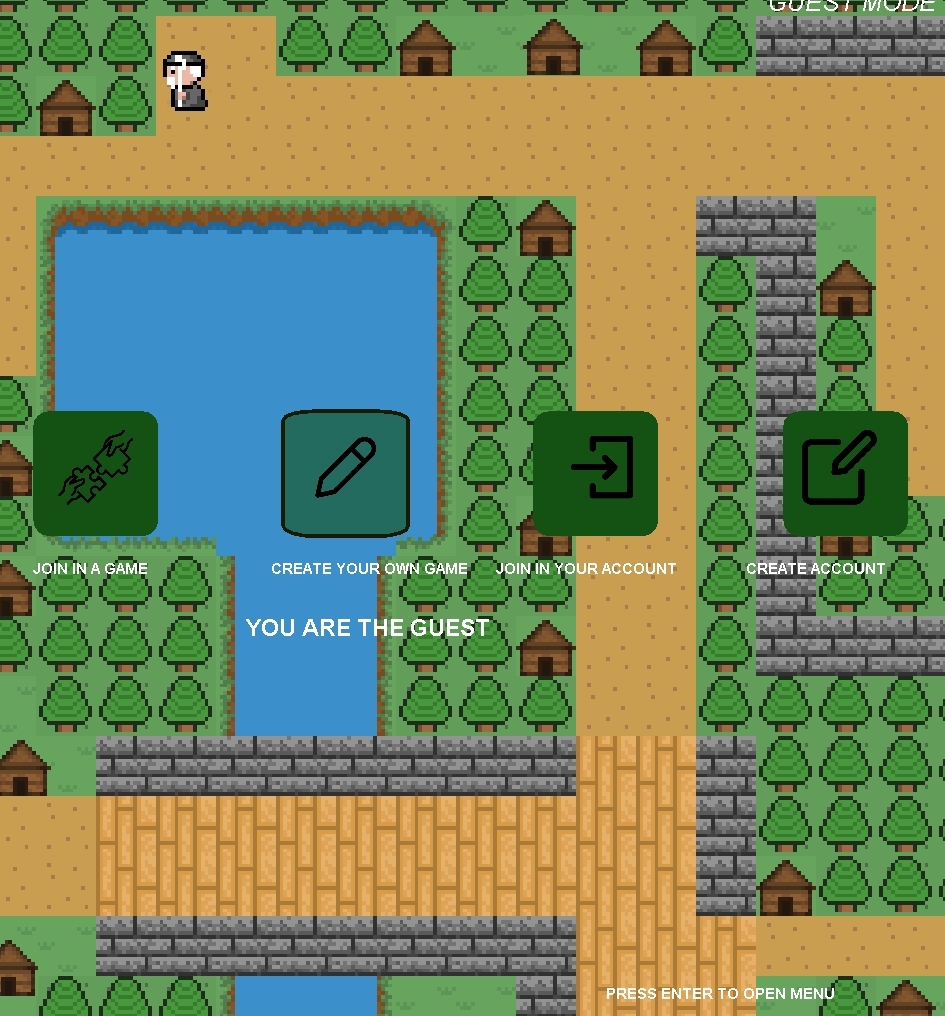 GUEST MODE
JOIN IN A GAME
CREATE YOUR OWN GAME
JOIN IN YOUR ACCOUNT
CREATE ACCOUNT
YOU ARE THE GUEST
PRESS ENTER TO OPEN MENU